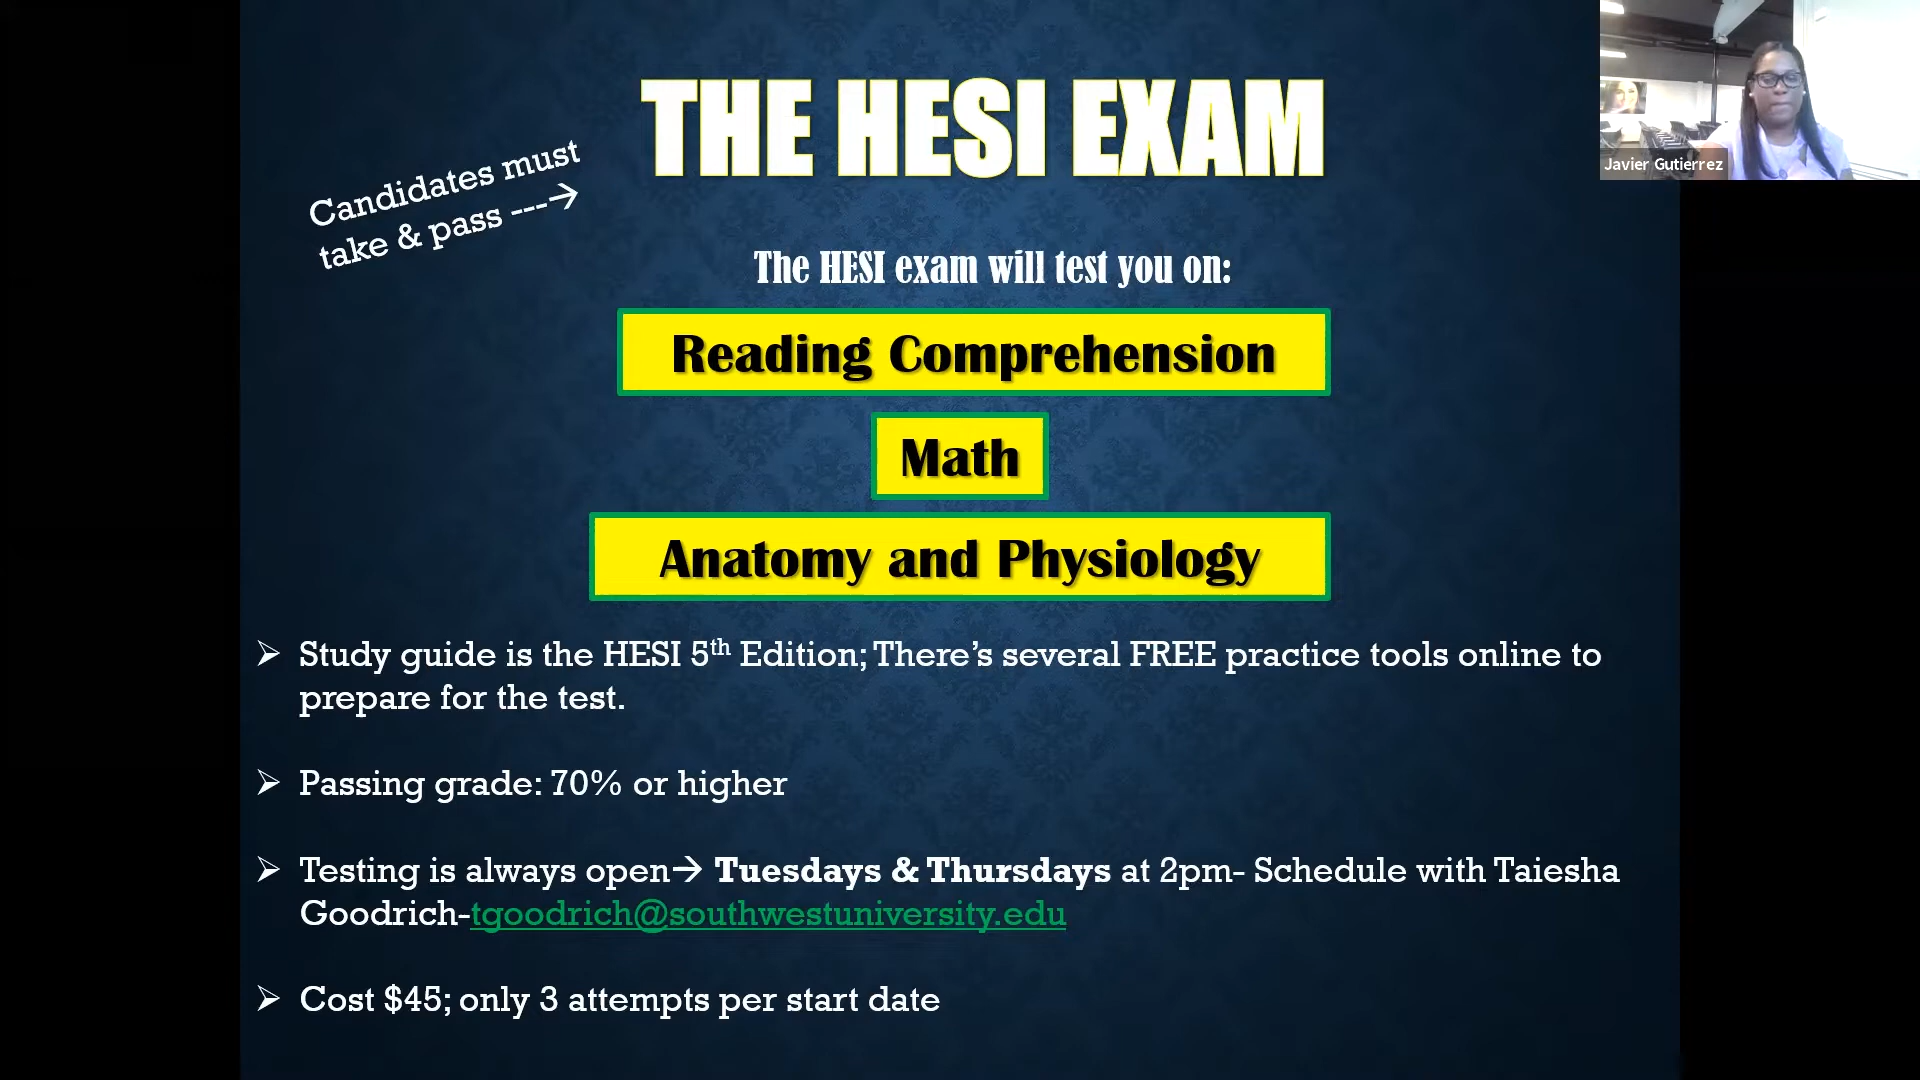 THE HESI EXAM
Candidates must
take & pass --->
The HESI exam will test you on:
Reading Comprehension
Math
Anatomy and Physiology
Study guide is the HESI 5th Edition; There's several FREE practice tools online to
prepare for the test.
Passing grade: 70% or higher
Testing is always open→ Tuesdays & Thursdays at 2pm- Schedule with Taiesha
Goodrich-tgoodrich@southwestuniversity.edu
Cost $45; only 3 attempts per start date
Javier Gutierrez